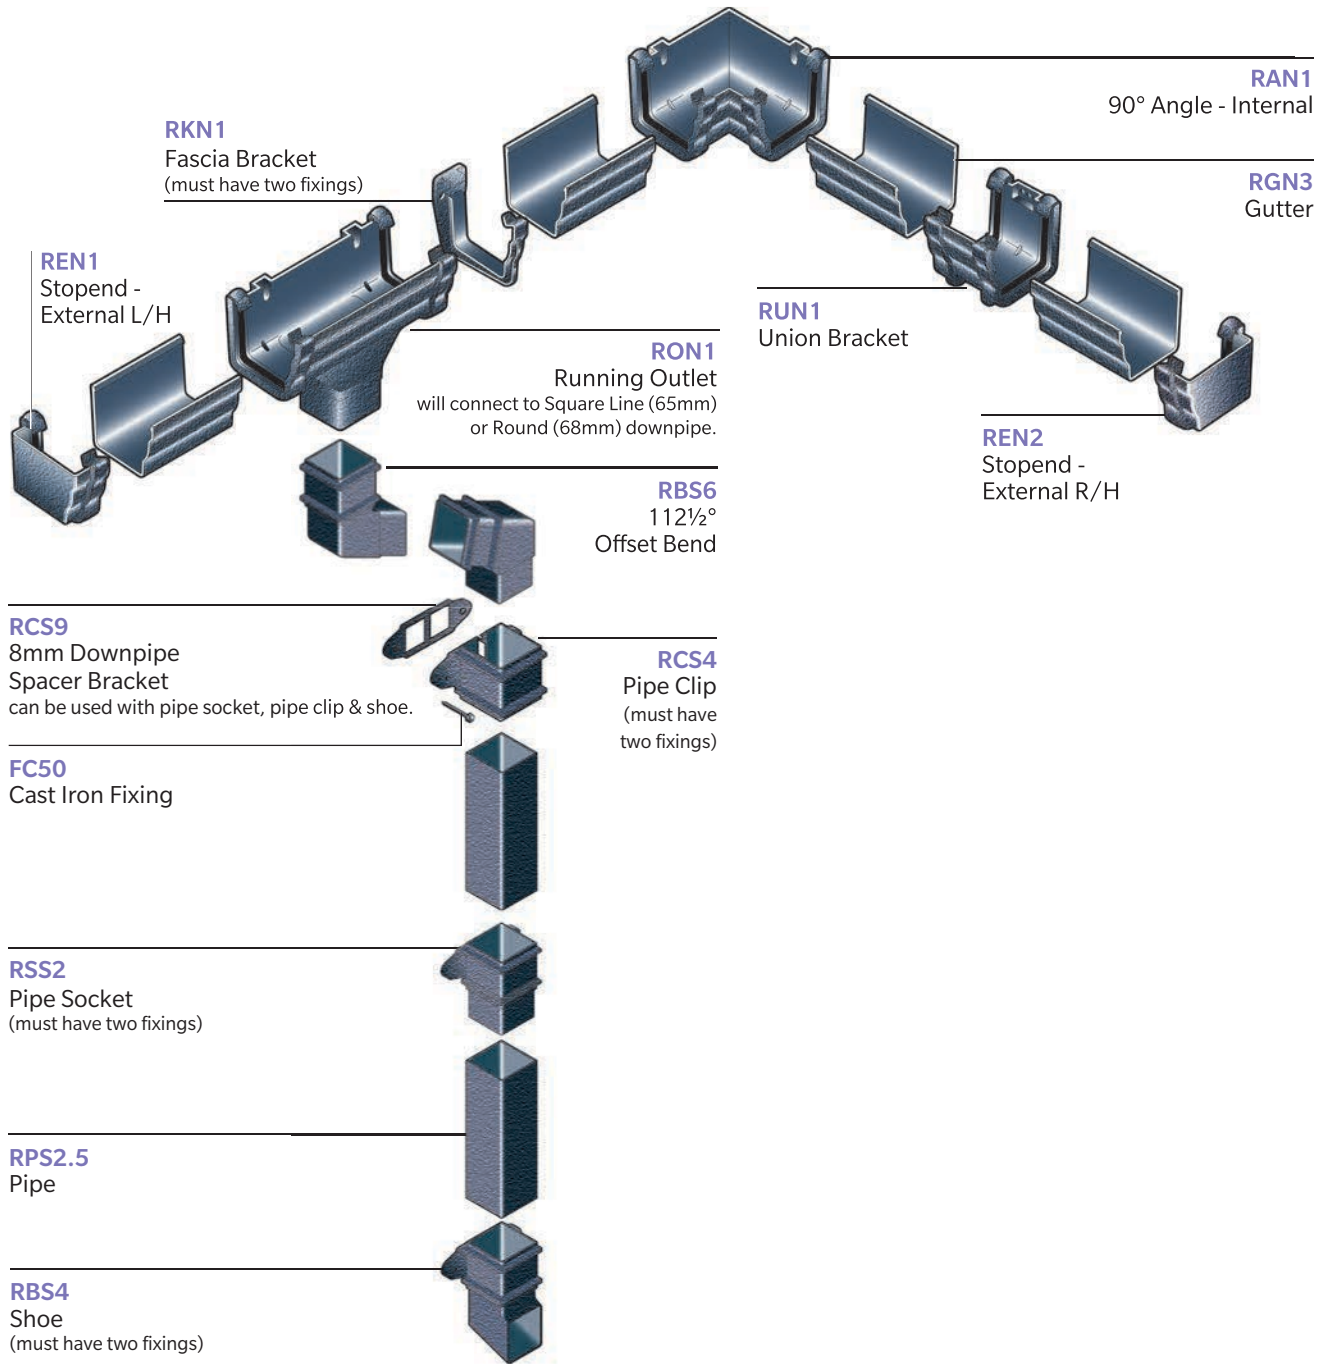 RAN1
90° Angle - Internal
RKN1
Fascia Bracket
(must have two fixings)
RGN3
Gutter
REN1
Stopend -
External L/H
RUN1
Union Bracket
RON1
Running Outlet
will connect to Square Line (65mm)
or Round (68mm) downpipe.
REN2
Stopend -
External R/H
RBS6
112½°
Offset Bend
RCS9
8mm Downpipe
Spacer Bracket
can be used with pipe socket, pipe clip & shoe.
RCS4
Pipe Clip
(must have
two fixings)
FC50
Cast Iron Fixing
RSS2
Pipe Socket
(must have two fixings)
RPS2.5
Pipe
RBS4
Shoe
(must have two fixings)